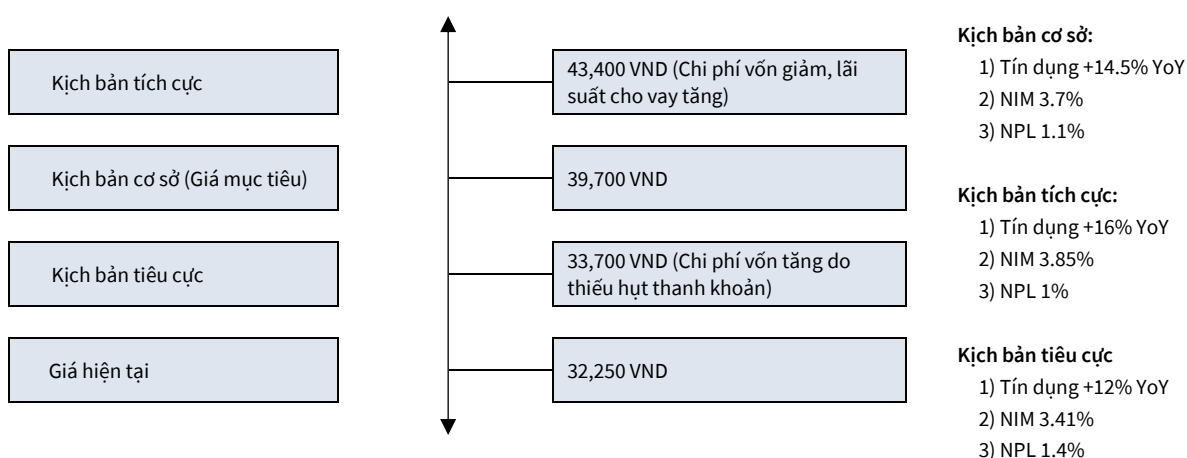 Kịch bản tích cực
43,400 VND (Chi phí vốn giảm, lãi
suất cho vay tăng)
Kịch bản cơ sở (Giá mục tiêu)
39,700 VND
Kịch bản tiêu cực
33,700 VND (Chi phí vốn tăng do
thiếu hụt thanh khoản)
Giá hiện tại
32,250 VND
Kịch bản cơ sở:
1) Tín dụng +14.5% YoY
2) NIM 3.7%
3) NPL 1.1%
Kịch bản tích cực:
1) Tín dụng +16% YoY
2) NIM 3.85%
3) NPL 1%
Kịch bản tiêu cực
1) Tín dụng +12% YoY
2) NIM 3.41%
3) NPL 1.4%